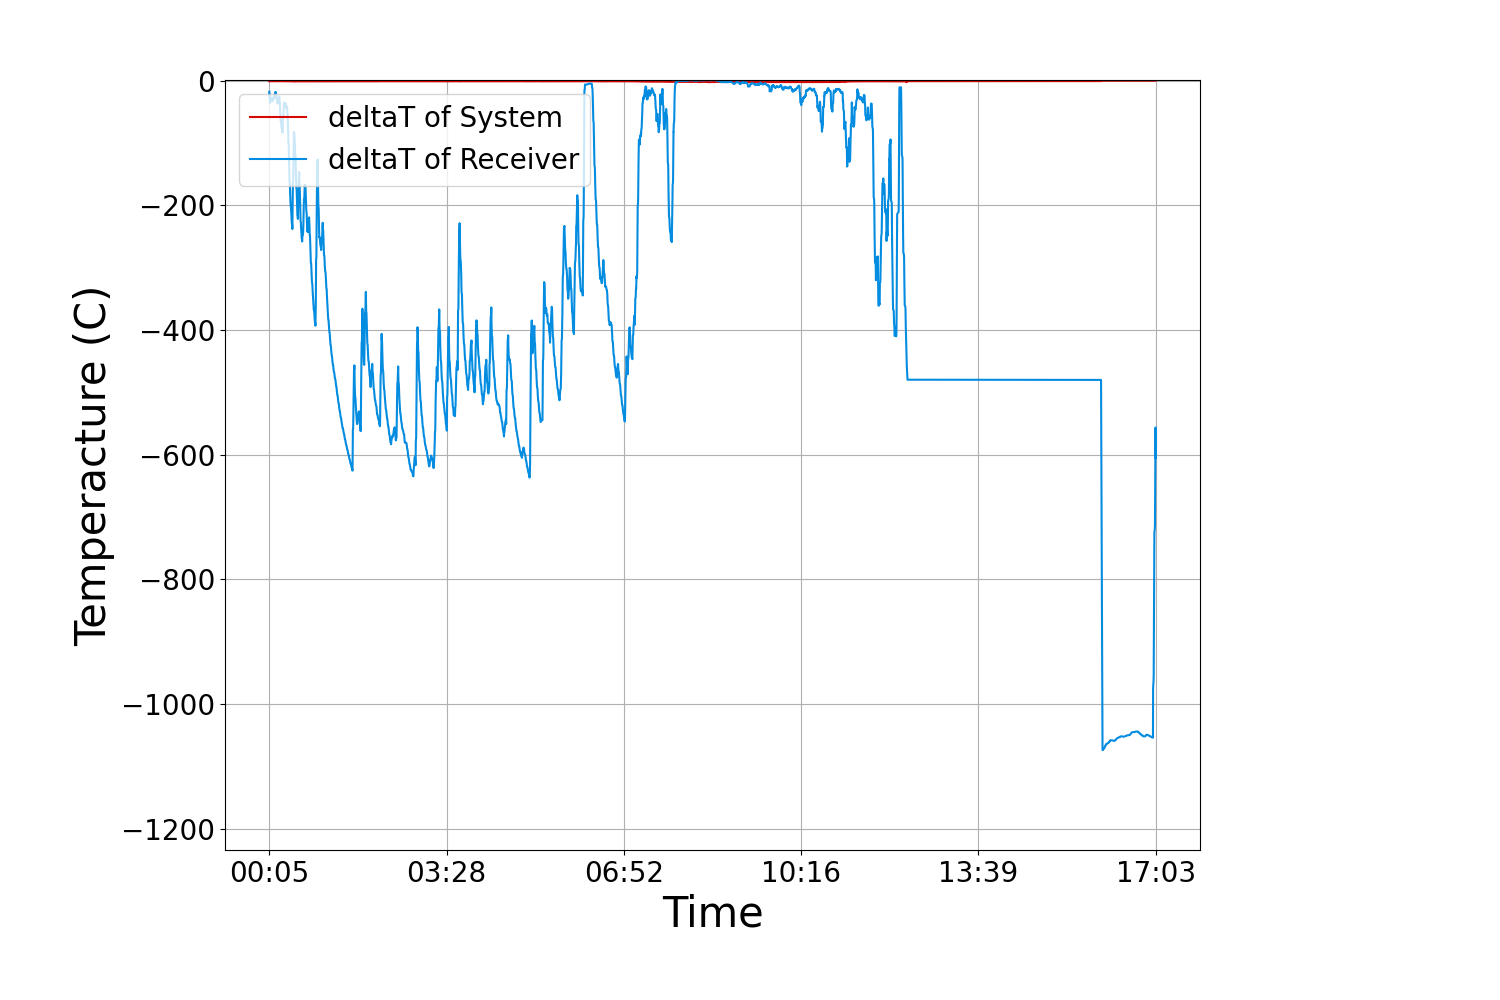 0
−200
−400
−600
−800
−1000
−1200
Temperacture (C)
deltaT of System
deltaT of Receiver
00:05 03:28 06:52 10:16 13:39 17:03
Time